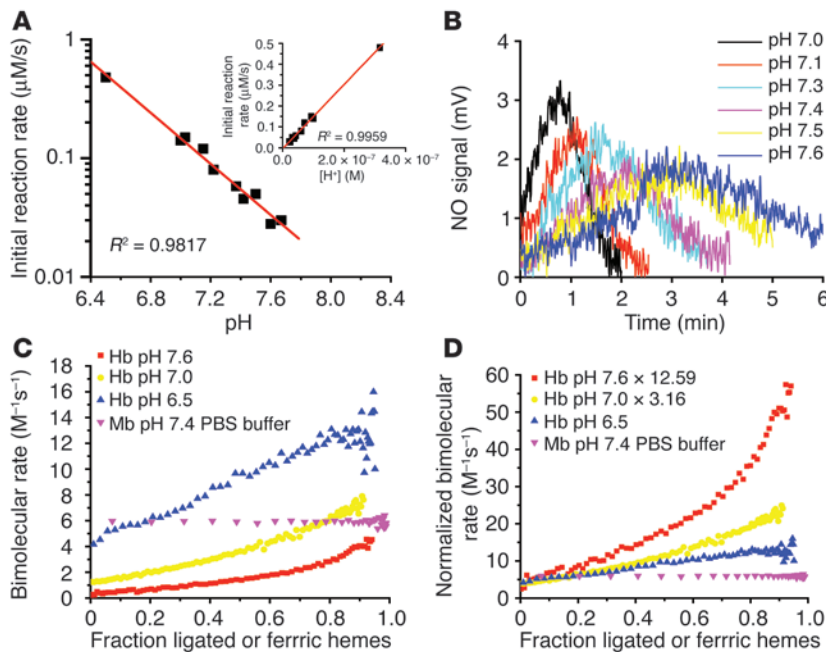 A
Initial reaction rate (µM/s)
1
0.1
0.01
R² = 0.9817
6.4 6.8 7.2 7.6 8.0 8.4
pH
Initial reaction
rate (µM/s)
0.5
0.4
0.3
0.2
0.1
0.0
R² = 0.9959
0 2.0 × 10⁻⁷ 4.0 × 10⁻⁷
[H⁺] (M)
B
NO signal (mV)
4
3
2
1
0
0 1 2 3 4 5 6
Time (min)
pH 7.0
pH 7.1
pH 7.3
pH 7.4
pH 7.5
pH 7.6
C
Bimolecular rate (M⁻¹s⁻¹)
18
16
14
12
10
8
6
4
2
0
Hb pH 7.6
Hb pH 7.0
Hb pH 6.5
Mb pH 7.4 PBS buffer
0 0.2 0.4 0.6 0.8 1.0
Fraction ligated or ferrric hemes
D
Normalized bimolecular
rate (M⁻¹s⁻¹)
60
50
40
30
20
10
0
Hb pH 7.6 × 12.59
Hb pH 7.0 × 3.16
Hb pH 6.5
Mb pH 7.4 PBS buffer
0 0.2 0.4 0.6 0.8 1.0
Fraction ligated or ferrric hemes